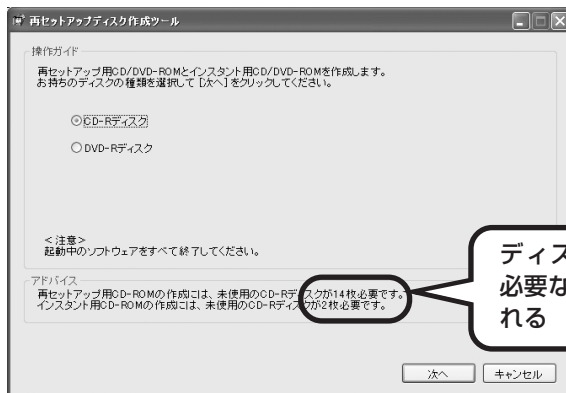 再セットアップディスク作成ツール
操作ガイド
再セットアップ用CD/DVD-ROMとインスタント用CD/DVD-ROMを作成します。
お持ちのディスクの種類を選択して[次へ]をクリックしてください。
CD-Rディスク
DVD-Rディスク
<注意>
起動中のソフトウェアをすべて終了してください。
アドバイス
再セットアップ用CD-ROMの作成には、未使用のCD-Rディスクが14枚必要です。
インスタント用CD-ROMの作成には、未使用のCD-Rディスクが2枚必要です。
ディス
必要な
れる
次へ
キャンセル